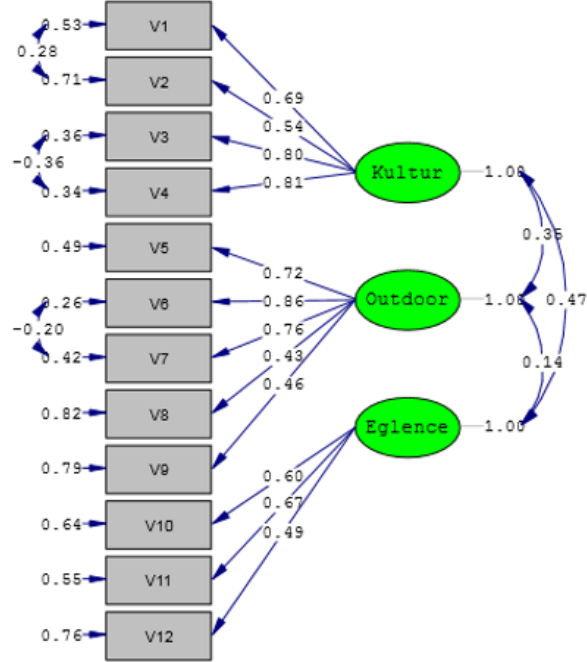 0.53 V1
0.28
0.71 V2
0.69
0.54
0.36 V3
0.80
-0.36
0.34 V4
0.81
Kultur 1.00
0.49 V5
0.35
0.72
0.26 V6
0.86
Outdoor 1.00
0.47
-0.20
0.76
0.42 V7
0.43
0.14
0.46
0.82 V8
Eglence 1.00
0.79 V9
0.60
0.67
0.64 V10
0.49
0.55 V11
0.76 V12